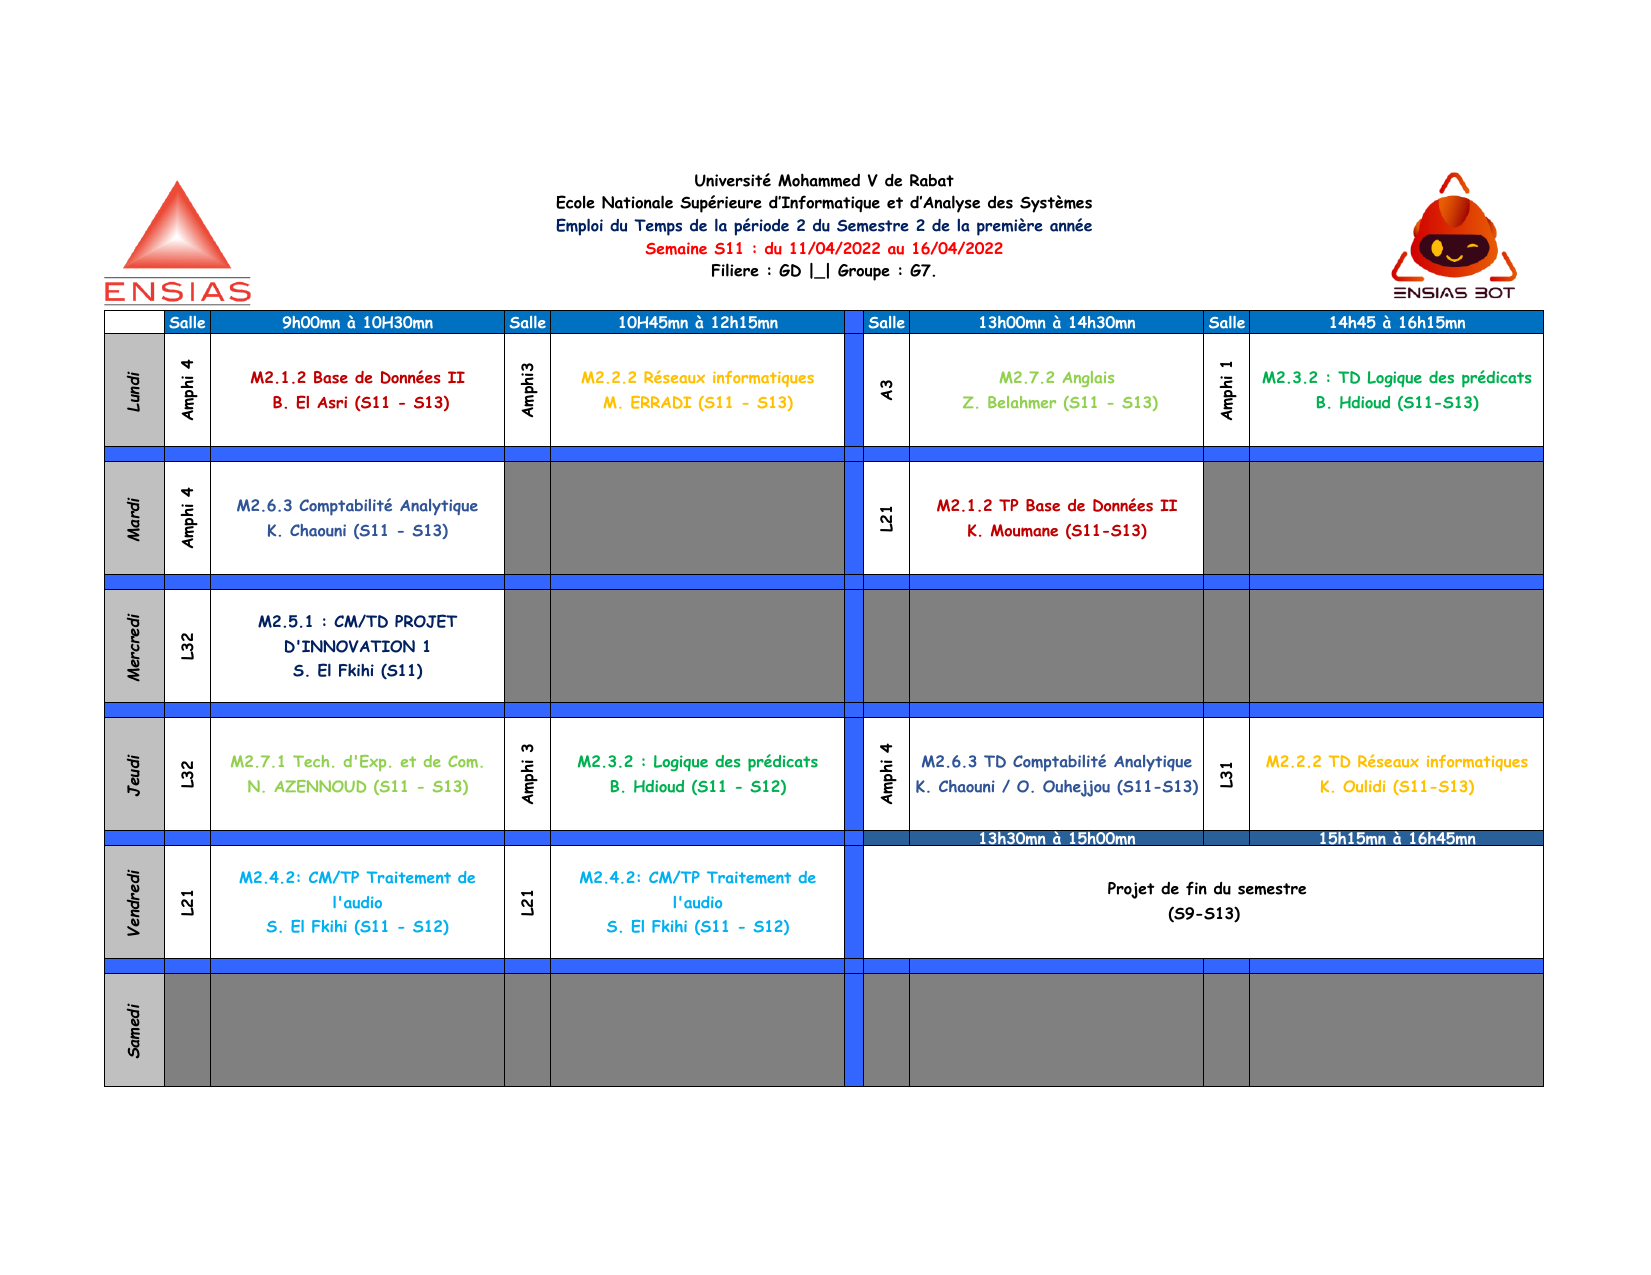 Université Mohammed V de Rabat
Ecole Nationale Supérieure d’Informatique et d’Analyse des Systèmes
Emploi du Temps de la période 2 du Semestre 2 de la première année
Semaine S11 : du 11/04/2022 au 16/04/2022
Filiere : GD |_| Groupe : G7.
ENSIAS
ENSIAS BOT
Salle 9h00mn à 10H30mn Salle 10H45mn à 12h15mn Salle 13h00mn à 14h30mn Salle 14h45 à 16h15mn
Lundi
Amphi 4
M2.1.2 Base de Données II
B. El Asri (S11 - S13)
Amphi3
M2.2.2 Réseaux informatiques
M. ERRADI (S11 - S13)
A3
M2.7.2 Anglais
Z. Belahmer (S11 - S13)
Amphi 1
M2.3.2 : TD Logique des prédicats
B. Hdioud (S11-S13)
Mardi
Amphi 4
M2.6.3 Comptabilité Analytique
K. Chaouni (S11 - S13)
L21
M2.1.2 TP Base de Données II
K. Moumane (S11-S13)
Mercredi
L32
M2.5.1 : CM/TD PROJET
D'INNOVATION 1
S. El Fkihi (S11)
Jeudi
L32
M2.7.1 Tech. d'Exp. et de Com.
N. AZENNOUD (S11 - S13)
Amphi 3
M2.3.2 : Logique des prédicats
B. Hdioud (S11 - S12)
Amphi 4
M2.6.3 TD Comptabilité Analytique
K. Chaouni / O. Ouhejjou (S11-S13)
L31
M2.2.2 TD Réseaux informatiques
K. Oulidi (S11-S13)
13h30mn à 15h00mn 15h15mn à 16h45mn
Vendredi
L21
M2.4.2: CM/TP Traitement de
l'audio
S. El Fkihi (S11 - S12)
L21
M2.4.2: CM/TP Traitement de
l'audio
S. El Fkihi (S11 - S12)
Projet de fin du semestre
(S9-S13)
Samedi